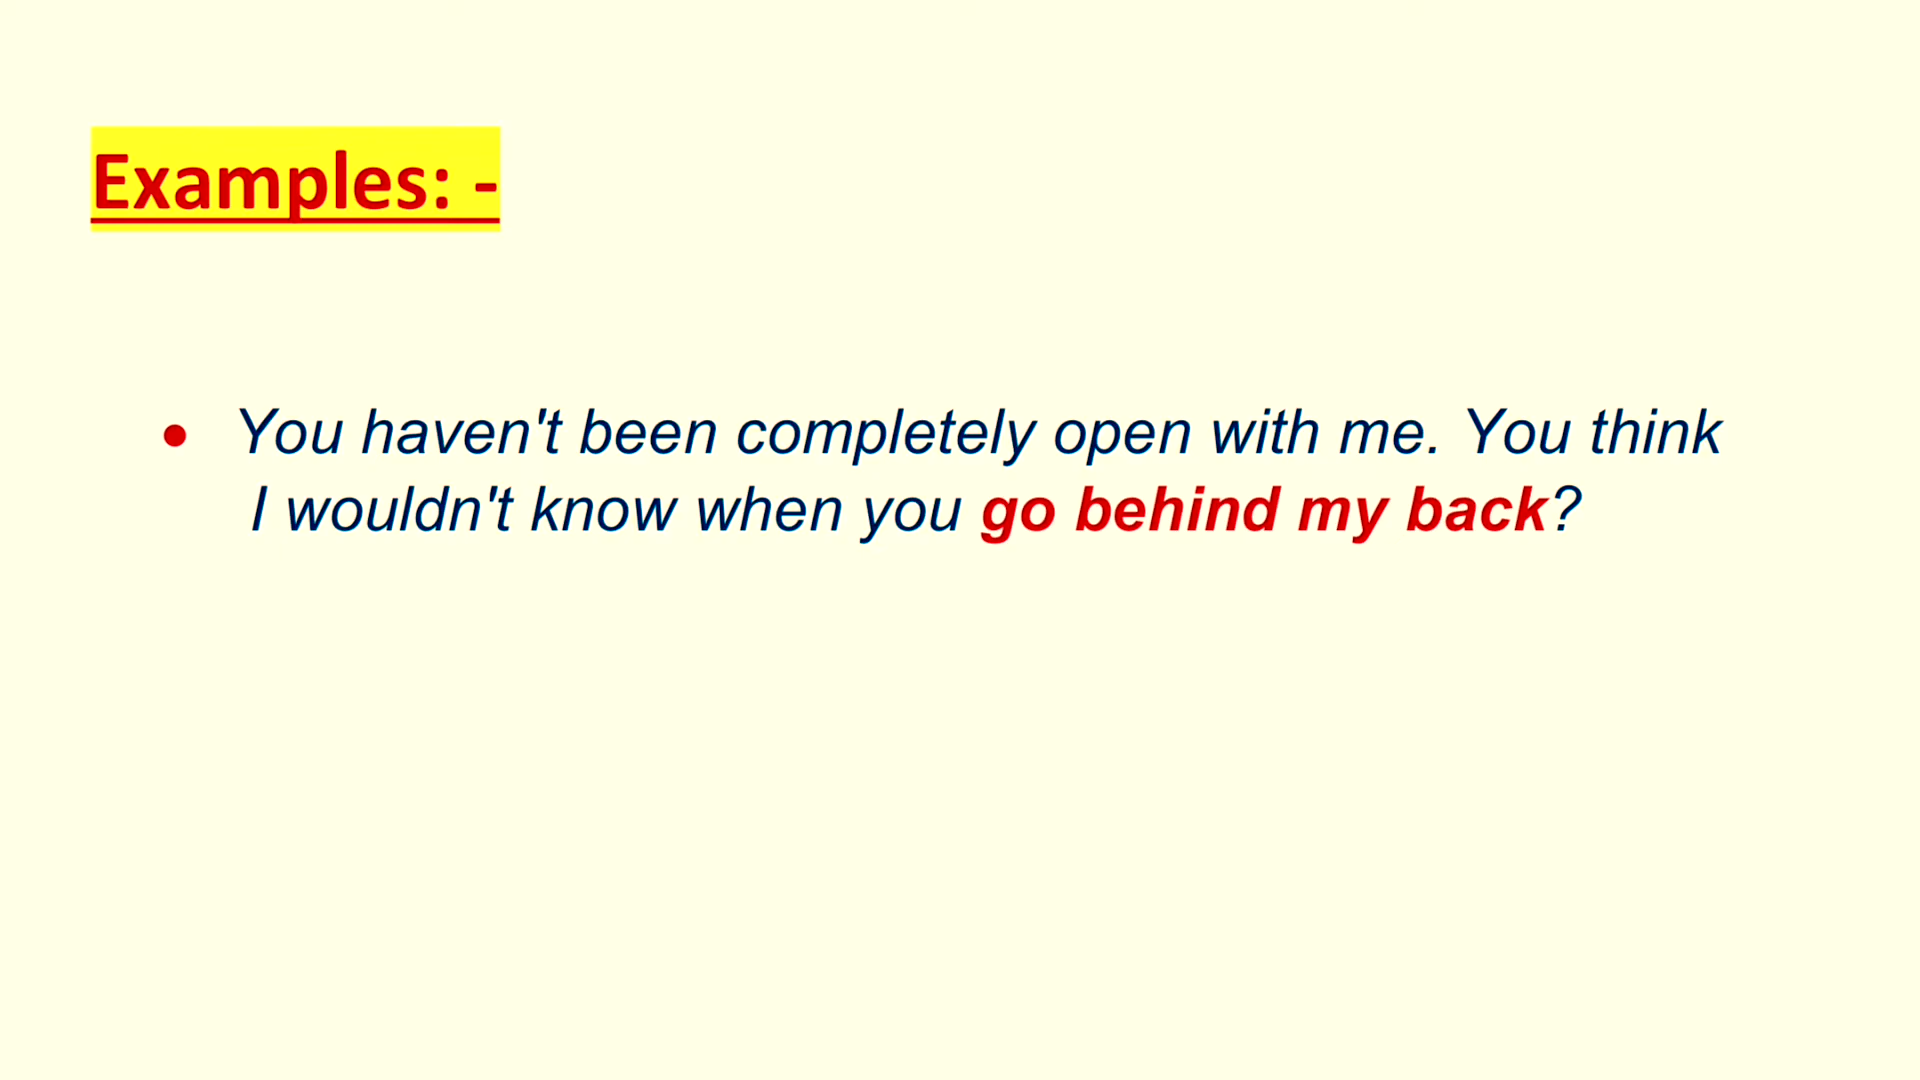 Examples: -
• You haven't been completely open with me. You think
I wouldn't know when you go behind my back?